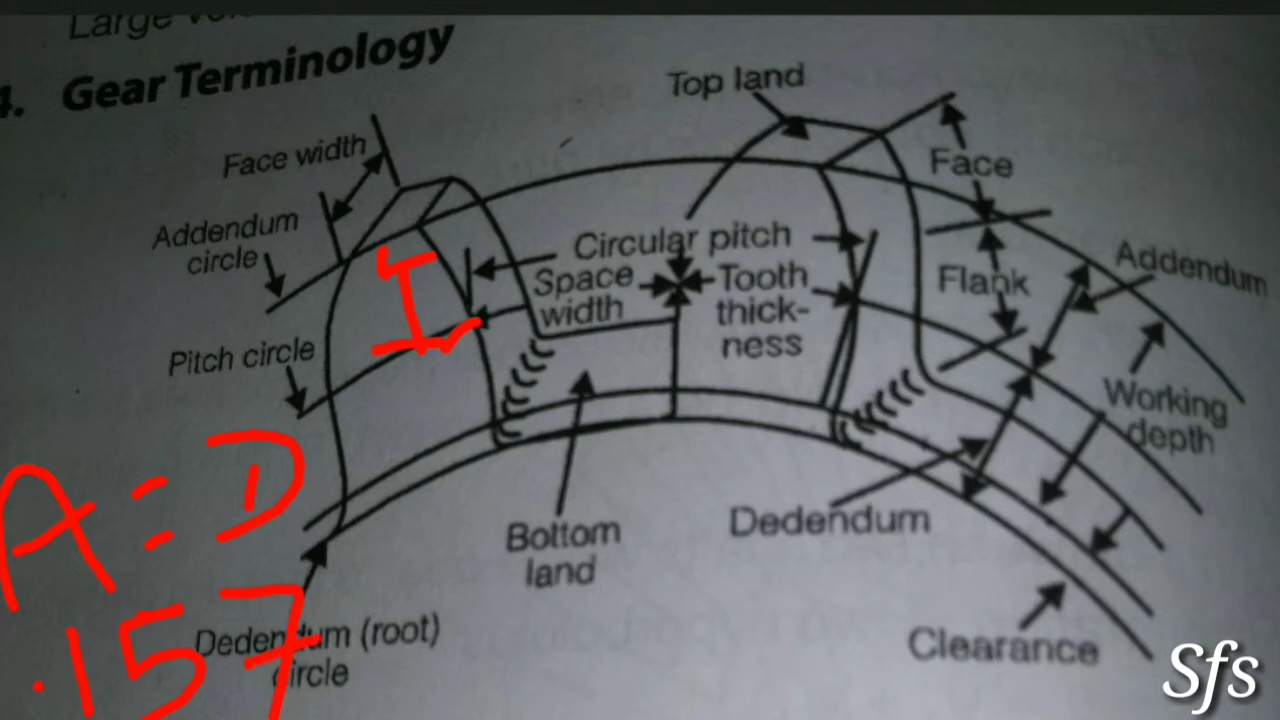 Large
4. Gear Terminology
Top land
Face width
Face
Addendum
circle
Circular pitch
Addendum
Space
width
Tooth
thick-
ness
Flank
Pitch circle
Working
depth
I
A = D
.157
Bottom
land
Dedendum
Dedendum (root)
circle
Clearance
Sfs